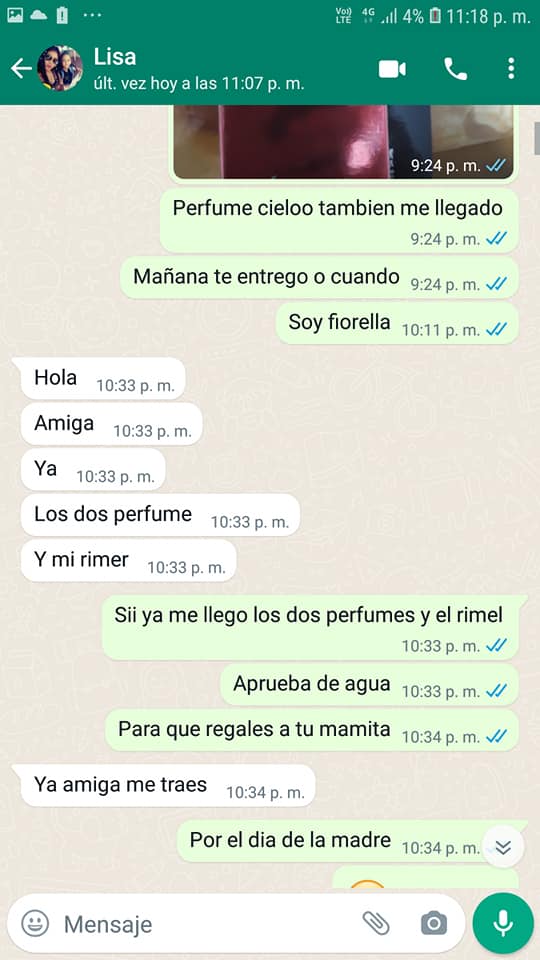 Voo) LTE 4G 4% 11:18 p. m.
Lisa
últ. vez hoy a las 11:07 p. m.
9:24 p. m.
Perfume cieloo tambien me llegado
9:24 p. m.
Mañana te entrego o cuando 9:24 p. m.
Soy fiorella 10:11 p. m.
Hola 10:33 p. m.
Amiga 10:33 p. m.
Ya 10:33 p. m.
Los dos perfume 10:33 p. m.
Y mi rimer 10:33 p. m.
Sii ya me llego los dos perfumes y el rimel
10:33 p. m.
Aprueba de agua 10:33 p. m.
Para que regales a tu mamita 10:34 p. m.
Ya amiga me traes 10:34 p. m.
Por el dia de la madre 10:34 p. m.
Mensaje